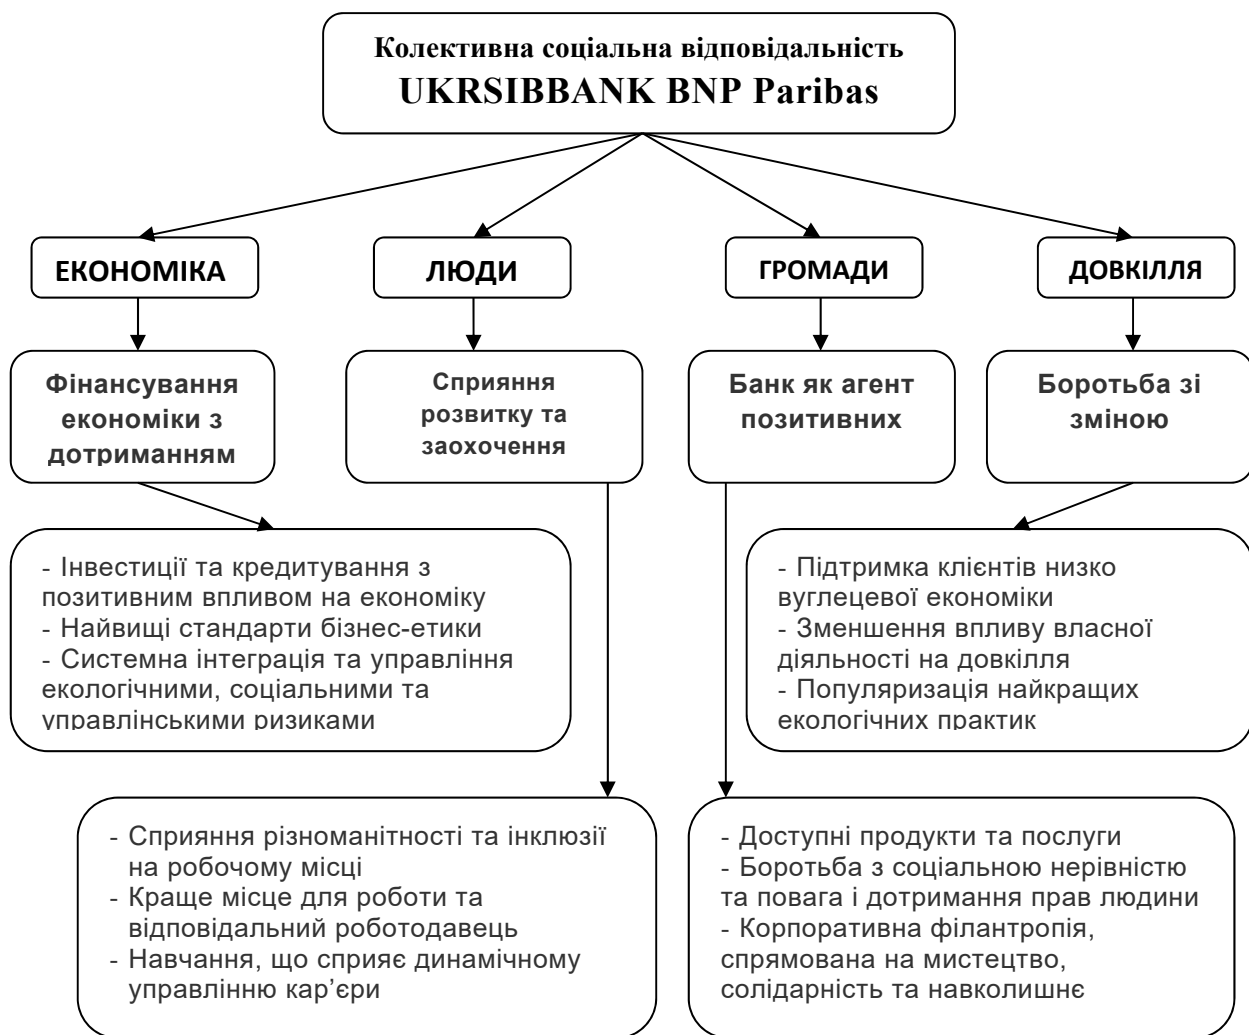 Колективна соціальна відповідальність
UKRSIBBANK BNP Paribas
ЕКОНОМІКА
ЛЮДИ
ГРОМАДИ
ДОВКІЛЛЯ
Фінансування
економіки з
дотриманням
Сприяння
розвитку та
заохочення
Банк як агент
позитивних
Боротьба зі
зміною
- Інвестиції та кредитування з
позитивним впливом на економіку
- Найвищі стандарти бізнес-етики
- Системна інтеграція та управління
екологічними, соціальними та
управлінськими ризиками
- Підтримка клієнтів низко
вуглецевої економіки
- Зменшення впливу власної
діяльності на довкілля
- Популяризація найкращих
екологічних практик
- Сприяння різноманітності та інклюзії
на робочому місці
- Краще місце для роботи та
відповідальний роботодавець
- Навчання, що сприяє динамічному
управлінню кар’єри
- Доступні продукти та послуги
- Боротьба з соціальною нерівністю
та повага і дотримання прав людини
- Корпоративна філантропія,
спрямована на мистецтво,
солідарність та навколишнє